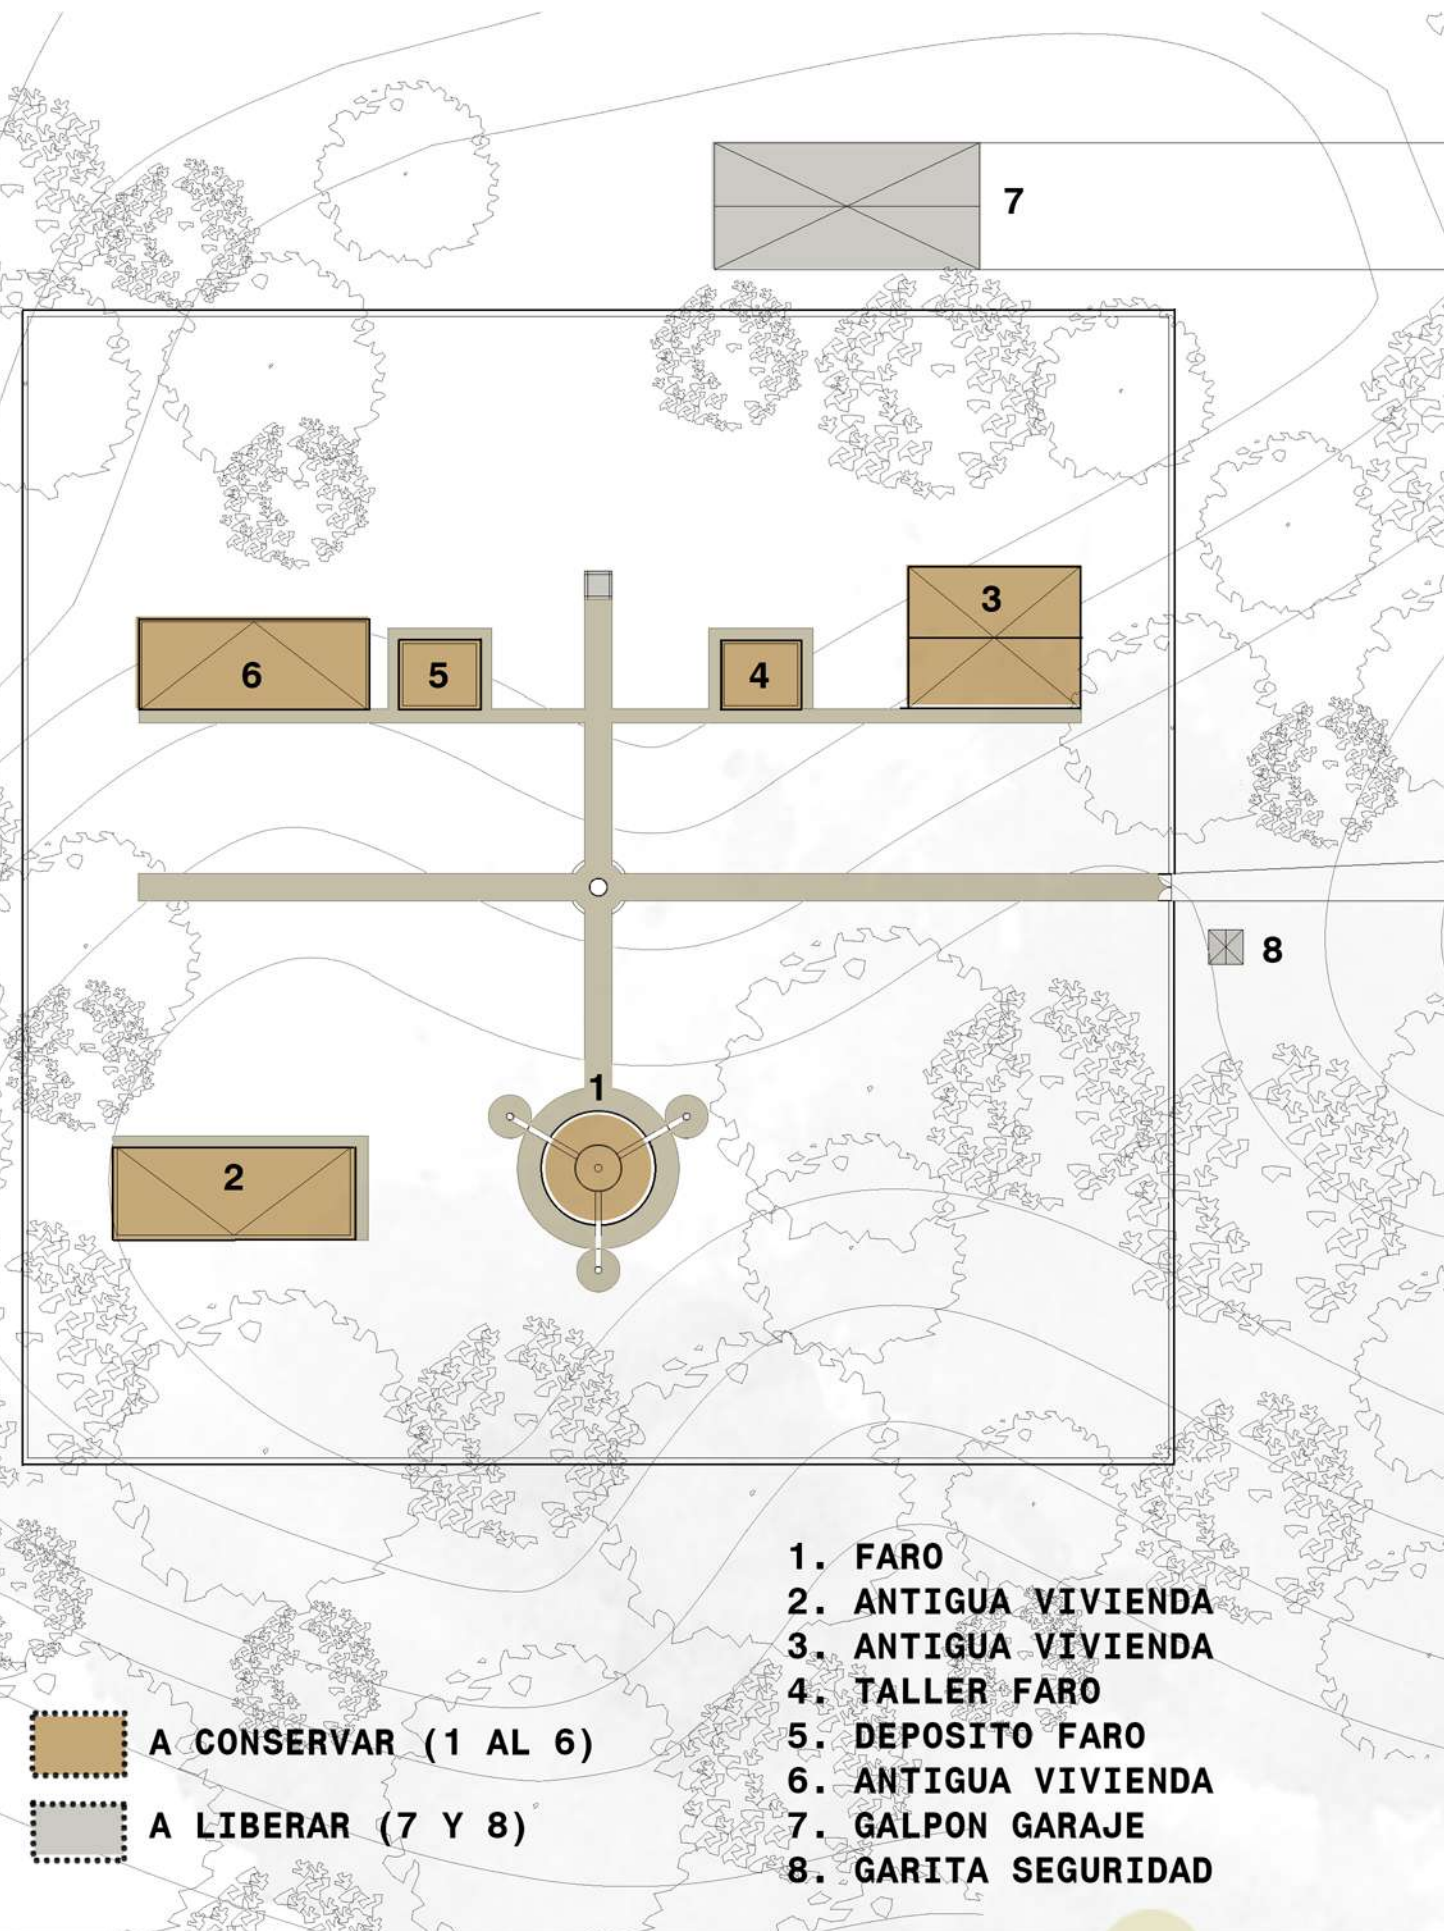 7
3
6
5
4
8
1
2
1. FARO
2. ANTIGUA VIVIENDA
3. ANTIGUA VIVIENDA
4. TALLER FARO
5. DEPOSITO FARO
6. ANTIGUA VIVIENDA
7. GALPON GARAJE
8. GARITA SEGURIDAD
A CONSERVAR (1 AL 6)
A LIBERAR (7 Y 8)